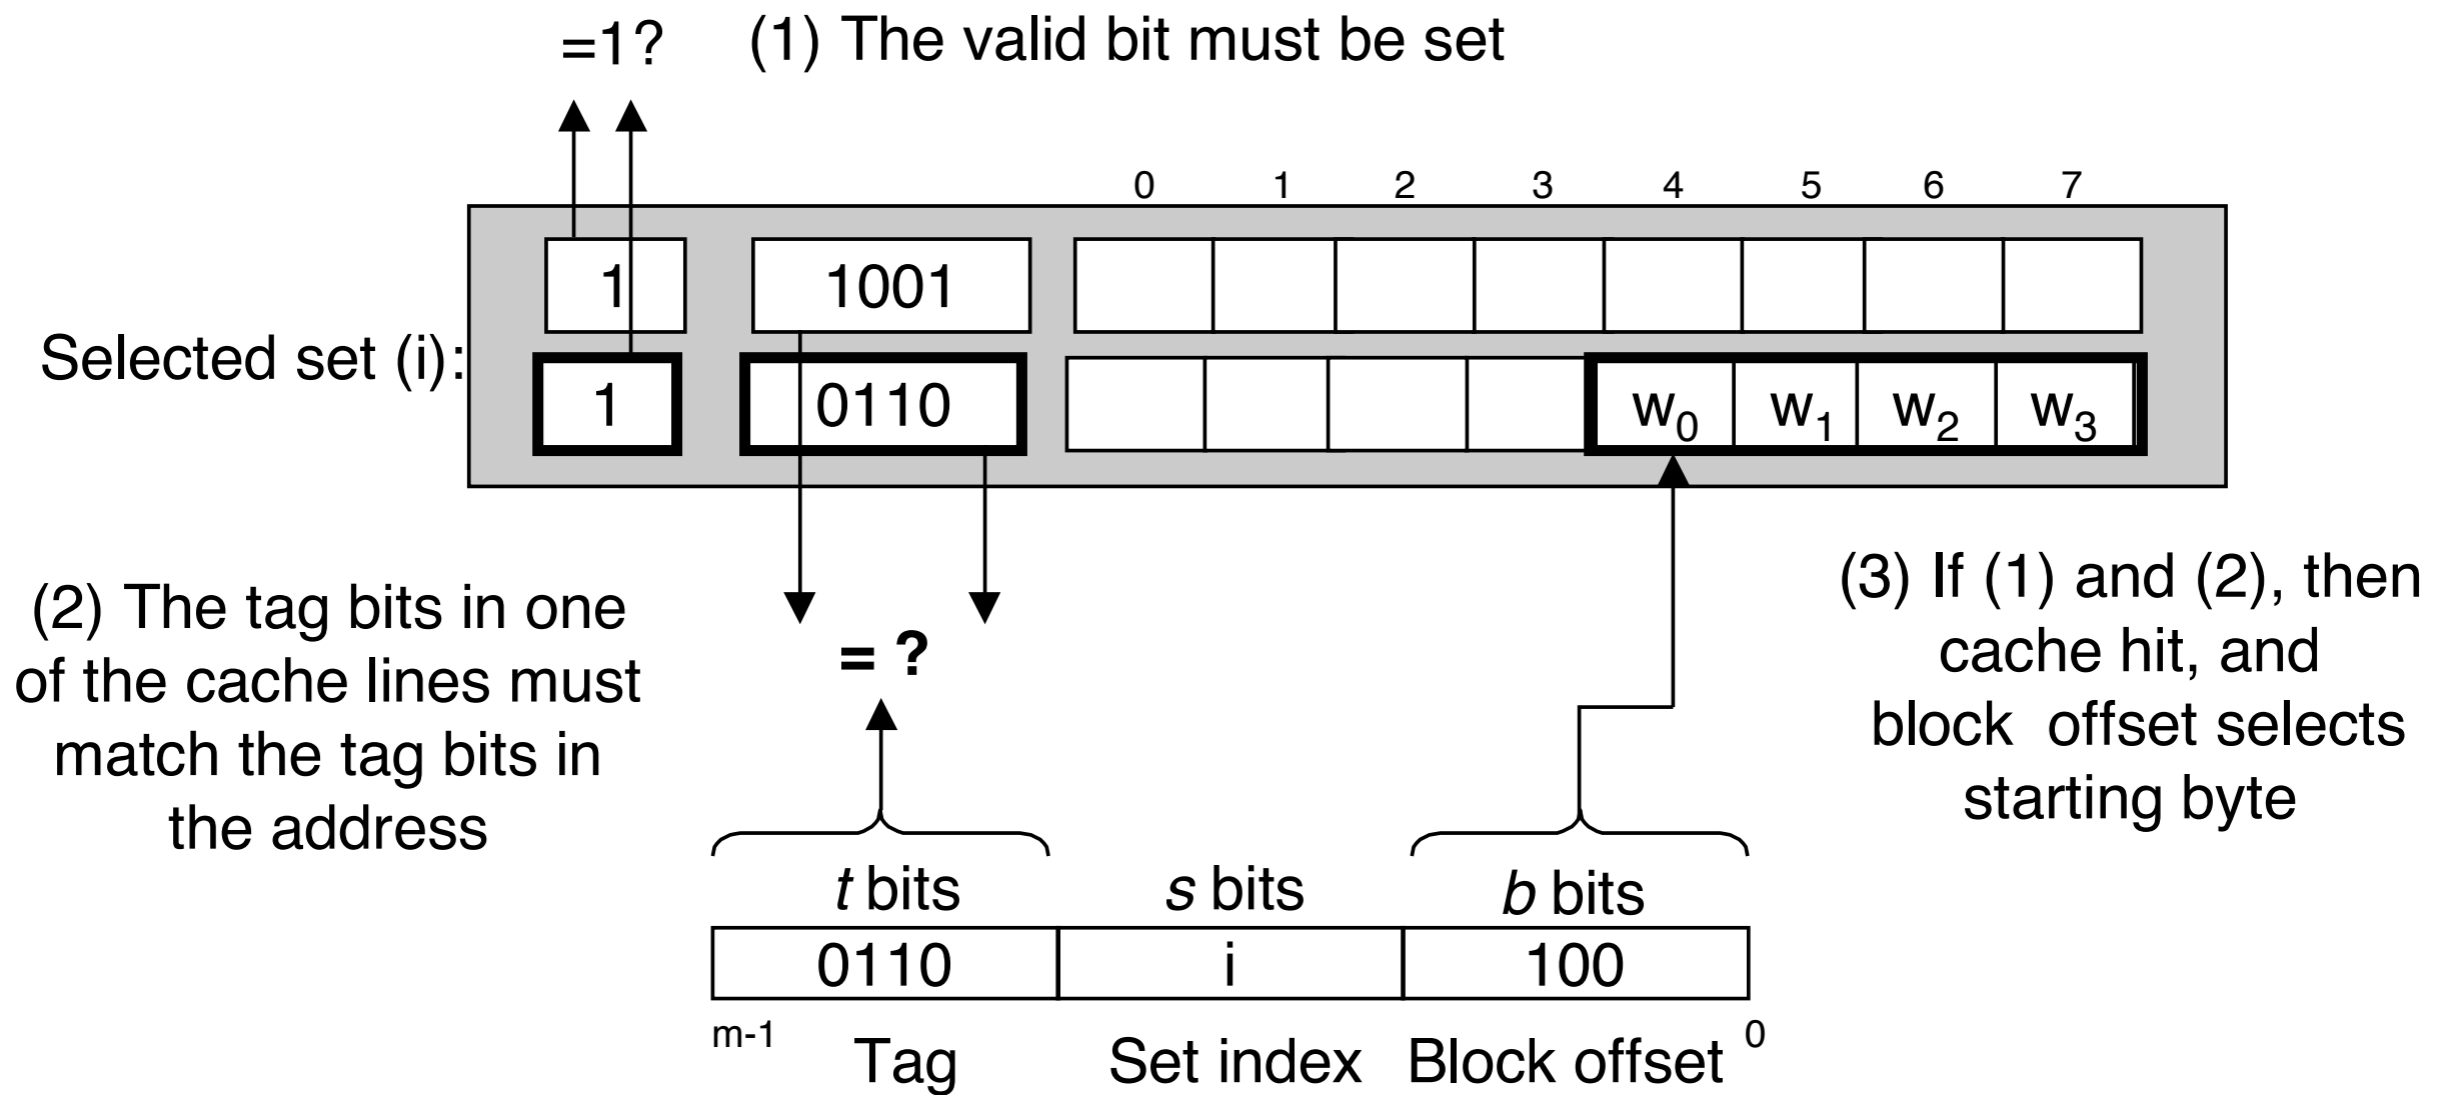 =1? (1) The valid bit must be set
0 1 2 3 4 5 6 7
1 1001
Selected set (i):
1 0110 w0 w1 w2 w3
(2) The tag bits in one
of the cache lines must
match the tag bits in
the address
= ?
(3) If (1) and (2), then
cache hit, and
block offset selects
starting byte
t bits s bits b bits
0110 i 100
m-1 0
Tag Set index Block offset